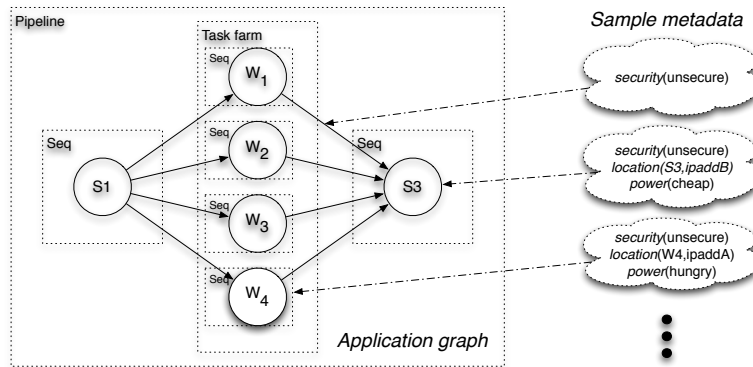 Pipeline
Task farm
Sample metadata
Seq
W1
security(unsecure)
Seq
Seq
W2
Seq
S1
S3
security(unsecure)
location(S3,ipaddB)
power(cheap)
Seq
W3
Seq
W4
security(unsecure)
location(W4,ipaddA)
power(hungry)
Application graph